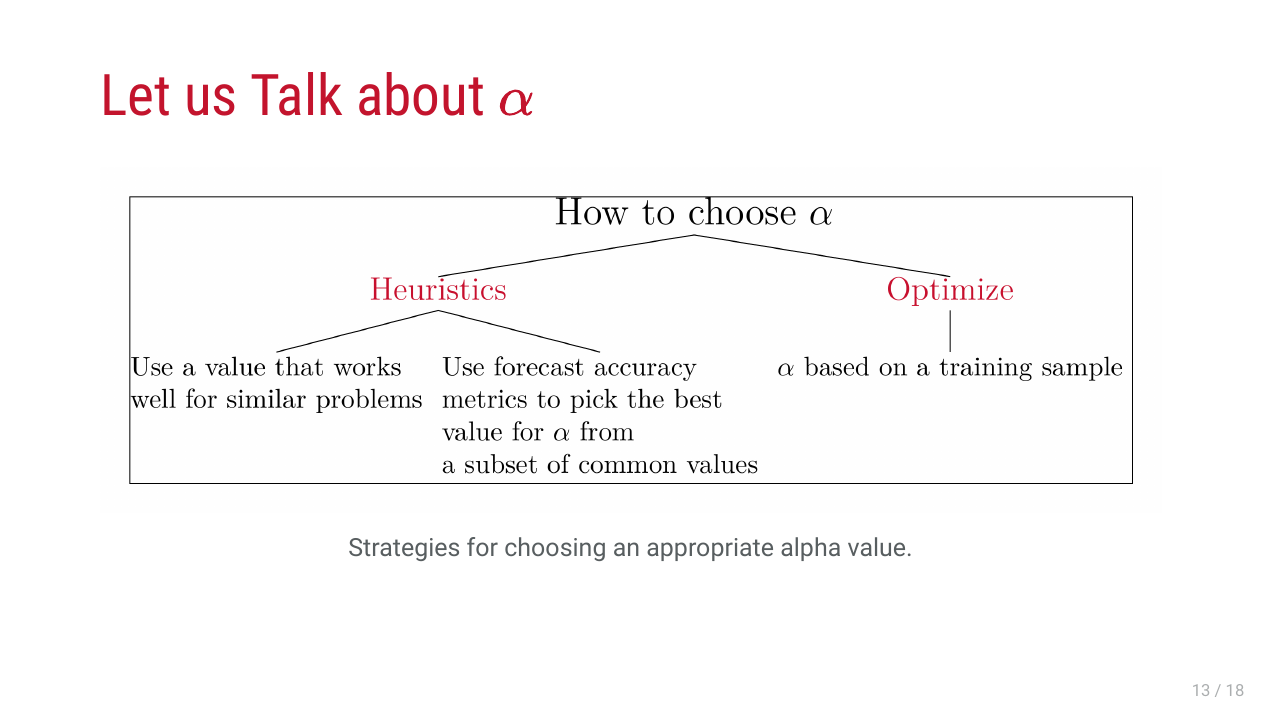 Let us Talk about α
How to choose α
Heuristics
Optimize
Use a value that works
well for similar problems
Use forecast accuracy
metrics to pick the best
value for α from
a subset of common values
α based on a training sample
Strategies for choosing an appropriate alpha value.
13 / 18